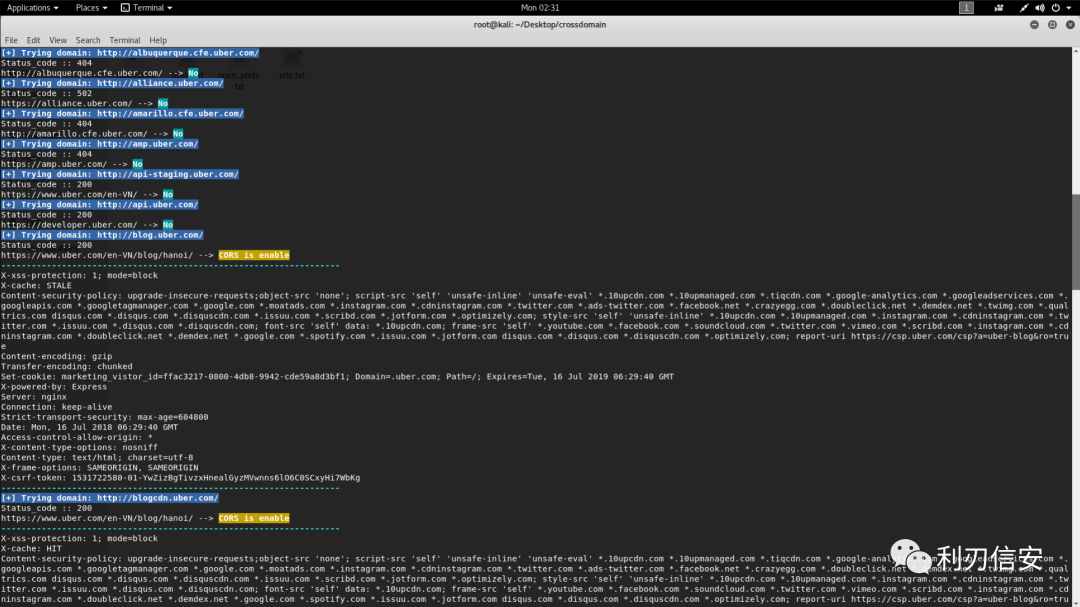 Applications Places Terminal Mon 02:31 1
root@kali: ~/Desktop/crossdomain
File Edit View Search Terminal Help
[+] Trying domain: http://albuquerque.cfe.uber.com/
Status_code :: 404
http://albuquerque.cfe.uber.com/ --> No
open_ports. urls.txt
txt
[+] Trying domain: http://alliance.uber.com/
Status_code :: 502
https://alliance.uber.com/ --> No
[+] Trying domain: http://amarillo.cfe.uber.com/
Status_code :: 404
http://amarillo.cfe.uber.com/ --> No
[+] Trying domain: http://amp.uber.com/
Status_code :: 404
https://amp.uber.com/ --> No
[+] Trying domain: http://api-staging.uber.com/
Status_code :: 200
https://www.uber.com/en-VN/ --> No
[+] Trying domain: http://api.uber.com/
Status_code :: 200
https://developer.uber.com/ --> No
[+] Trying domain: http://blog.uber.com/
Status_code :: 200
https://www.uber.com/en-VN/blog/hanoi/ --> CORS is enable
--------------------------------------------------------------------
X-xss-protection: 1; mode=block
X-cache: STALE
Content-security-policy: upgrade-insecure-requests;object-src 'none'; script-src 'self' 'unsafe-inline' 'unsafe-eval' *.10upcdn.com *.10upmanaged.com *.tiqcdn.com *.google-analytics.com *.googleadservices.com *.
googleapis.com *.googletagmanager.com *.google.com *.moatads.com *.instagram.com *.cdninstagram.com *.twitter.com *.ads-twitter.com *.facebook.net *.crazyegg.com *.doubleclick.net *.demdex.net *.twimg.com *.qual
trics.com disqus.com *.disqus.com *.disquscdn.com *.issuu.com *.scribd.com *.jotform.com *.optimizely.com; style-src 'self' 'unsafe-inline' *.10upcdn.com *.10upmanaged.com *.instagram.com *.cdninstagram.com *.tw
itter.com *.issuu.com *.disqus.com *.disquscdn.com; font-src 'self' data: *.10upcdn.com; frame-src 'self' *.youtube.com *.facebook.com *.soundcloud.com *.twitter.com *.vimeo.com *.scribd.com *.instagram.com *.cd
ninstagram.com *.doubleclick.net *.demdex.net *.google.com *.spotify.com *.issuu.com *.jotform.com disqus.com *.disqus.com *.disquscdn.com *.optimizely.com; report-uri https://csp.uber.com/csp?a=uber-blog&ro=tru
e
Content-encoding: gzip
Transfer-encoding: chunked
Set-cookie: marketing_vistor_id=ffac3217-0800-4db8-9942-cde59a8d3bf1; Domain=.uber.com; Path=/; Expires=Tue, 16 Jul 2019 06:29:40 GMT
X-powered-by: Express
Server: nginx
Connection: keep-alive
Strict-transport-security: max-age=604800
Date: Mon, 16 Jul 2018 06:29:40 GMT
Access-control-allow-origin: *
X-content-type-options: nosniff
Content-type: text/html; charset=utf-8
X-frame-options: SAMEORIGIN, SAMEORIGIN
X-csrf-token: 1531722580-01-YwZizBgTivzxHnealGyzMVwnns6lO6C0SCxyHi7WbKg
--------------------------------------------------------------------
[+] Trying domain: http://blogcdn.uber.com/
Status_code :: 200
https://www.uber.com/en-VN/blog/hanoi/ --> CORS is enable
--------------------------------------------------------------------
X-xss-protection: 1; mode=block
X-cache: HIT
Content-security-policy: upgrade-insecure-requests;object-src 'none'; script-src 'self' 'unsafe-inline' 'unsafe-eval' *.10upcdn.com *.10upmanaged.com *.tiqcdn.com *.google-
googleapis.com *.googletagmanager.com *.google.com *.moatads.com *.instagram.com *.cdninstagram.com *.twitter.com *.ads-twitter.com *.facebook.net *.crazyegg.com *.doubleclick
trics.com disqus.com *.disqus.com *.disquscdn.com *.issuu.com *.scribd.com *.jotform.com *.optimizely.com; style-src 'self' 'unsafe-inline' *.10upcdn.com *.10upmanaged.com *.instagram.com *.cdninstagram.com *.tw
itter.com *.issuu.com *.disqus.com *.disquscdn.com; font-src 'self' data: *.10upcdn.com; frame-src 'self' *.youtube.com *.facebook.com *.soundcloud.com *.twitter.com *.vimeo.com *.scribd.com *.instagram.com *.cd
ninstagram.com *.doubleclick.net *.demdex.net *.google.com *.spotify.com *.issuu.com *.jotform.com disqus.com *.disqus.com *.disquscdn.com *.optimizely.com; report-uri https://csp.uber.com/csp?a=uber-blog&ro=tru
利刃信安